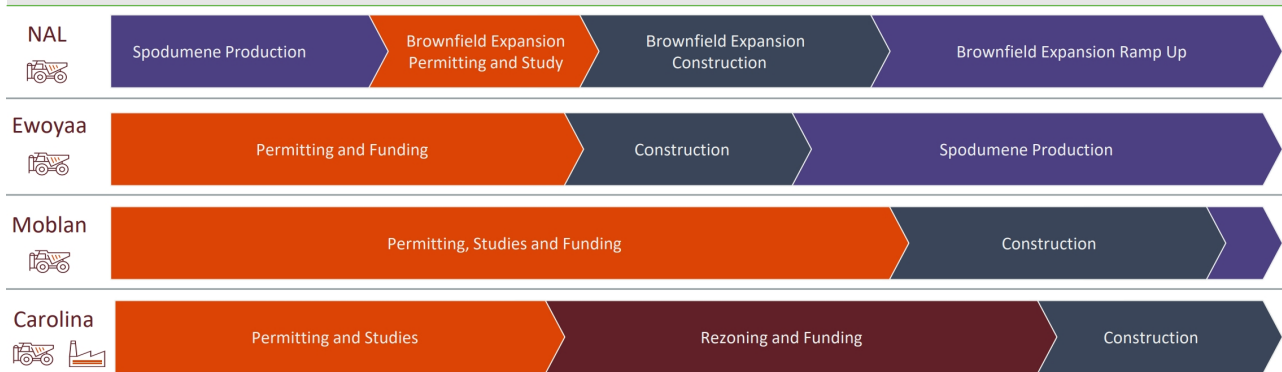 NAL
Spodumene Production
Brownfield Expansion
Permitting and Study
Brownfield Expansion
Construction
Brownfield Expansion Ramp Up
Ewoyaa
Permitting and Funding
Construction
Spodumene Production
Moblan
Permitting, Studies and Funding
Construction
Carolina
Permitting and Studies
Rezoning and Funding
Construction